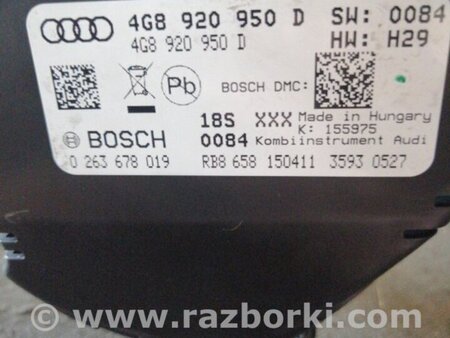 4G8 920 950 D SW: 0084
4G8 920 950 D HW: H29
Pb BOSCH DMC:
18S XXX Made in Hungary
K: 155975
BOSCH 0084 Kombiinstrument Audi
0 263 678 019 RB8 658 150411 3593 0527
www.razborki.com